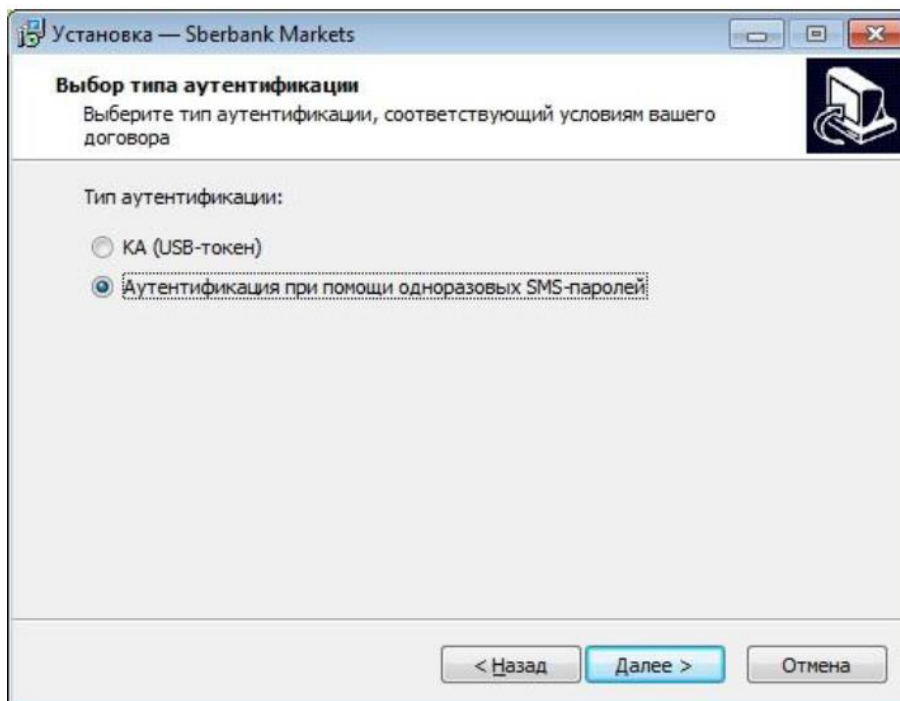 Установка — Sberbank Markets
Выбор типа аутентификации
Выберите тип аутентификации, соответствующий условиям вашего
договора
Тип аутентификации:
КА (USB-токен)
Аутентификация при помощи одноразовых SMS-паролей
< Назад Далее > Отмена